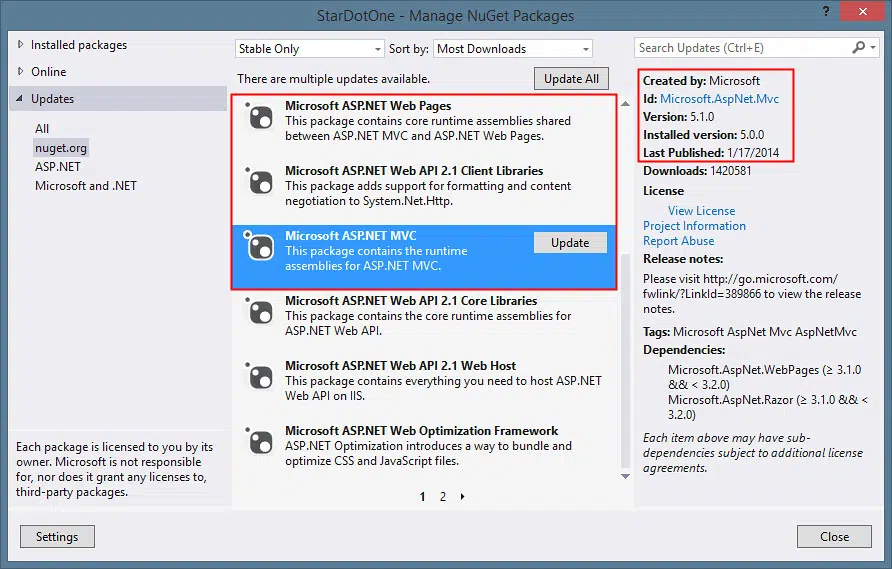 StarDotOne - Manage NuGet Packages
?
Installed packages
Online
Updates
All
nuget.org
ASP.NET
Microsoft and .NET
Each package is licensed to you by its
owner. Microsoft is not responsible
for, nor does it grant any licenses to,
third-party packages.
Settings
Stable Only
Sort by:
Most Downloads
There are multiple updates available.
Update All
Microsoft ASP.NET Web Pages
This package contains core runtime assemblies shared
between ASP.NET MVC and ASP.NET Web Pages.
Microsoft ASP.NET Web API 2.1 Client Libraries
This package adds support for formatting and content
negotiation to System.Net.Http.
Microsoft ASP.NET MVC
This package contains the runtime
assemblies for ASP.NET MVC.
Update
Microsoft ASP.NET Web API 2.1 Core Libraries
This package contains the core runtime assemblies for
ASP.NET Web API.
Microsoft ASP.NET Web API 2.1 Web Host
This package contains everything you need to host ASP.NET
Web API on IIS.
Microsoft ASP.NET Web Optimization Framework
ASP.NET Optimization introduces a way to bundle and
optimize CSS and JavaScript files.
1 2
Search Updates (Ctrl+E)
Created by: Microsoft
Id: Microsoft.AspNet.Mvc
Version: 5.1.0
Installed version: 5.0.0
Last Published: 1/17/2014
Downloads: 1420581
License
View License
Project Information
Report Abuse
Release notes:
Please visit http://go.microsoft.com/
fwlink/?LinkId=389866 to view the release
notes.
Tags: Microsoft AspNet Mvc AspNetMvc
Dependencies:
Microsoft.AspNet.WebPages (≥ 3.1.0
&& < 3.2.0)
Microsoft.AspNet.Razor (≥ 3.1.0 && <
3.2.0)
Each item above may have sub-
dependencies subject to additional license
agreements.
Close